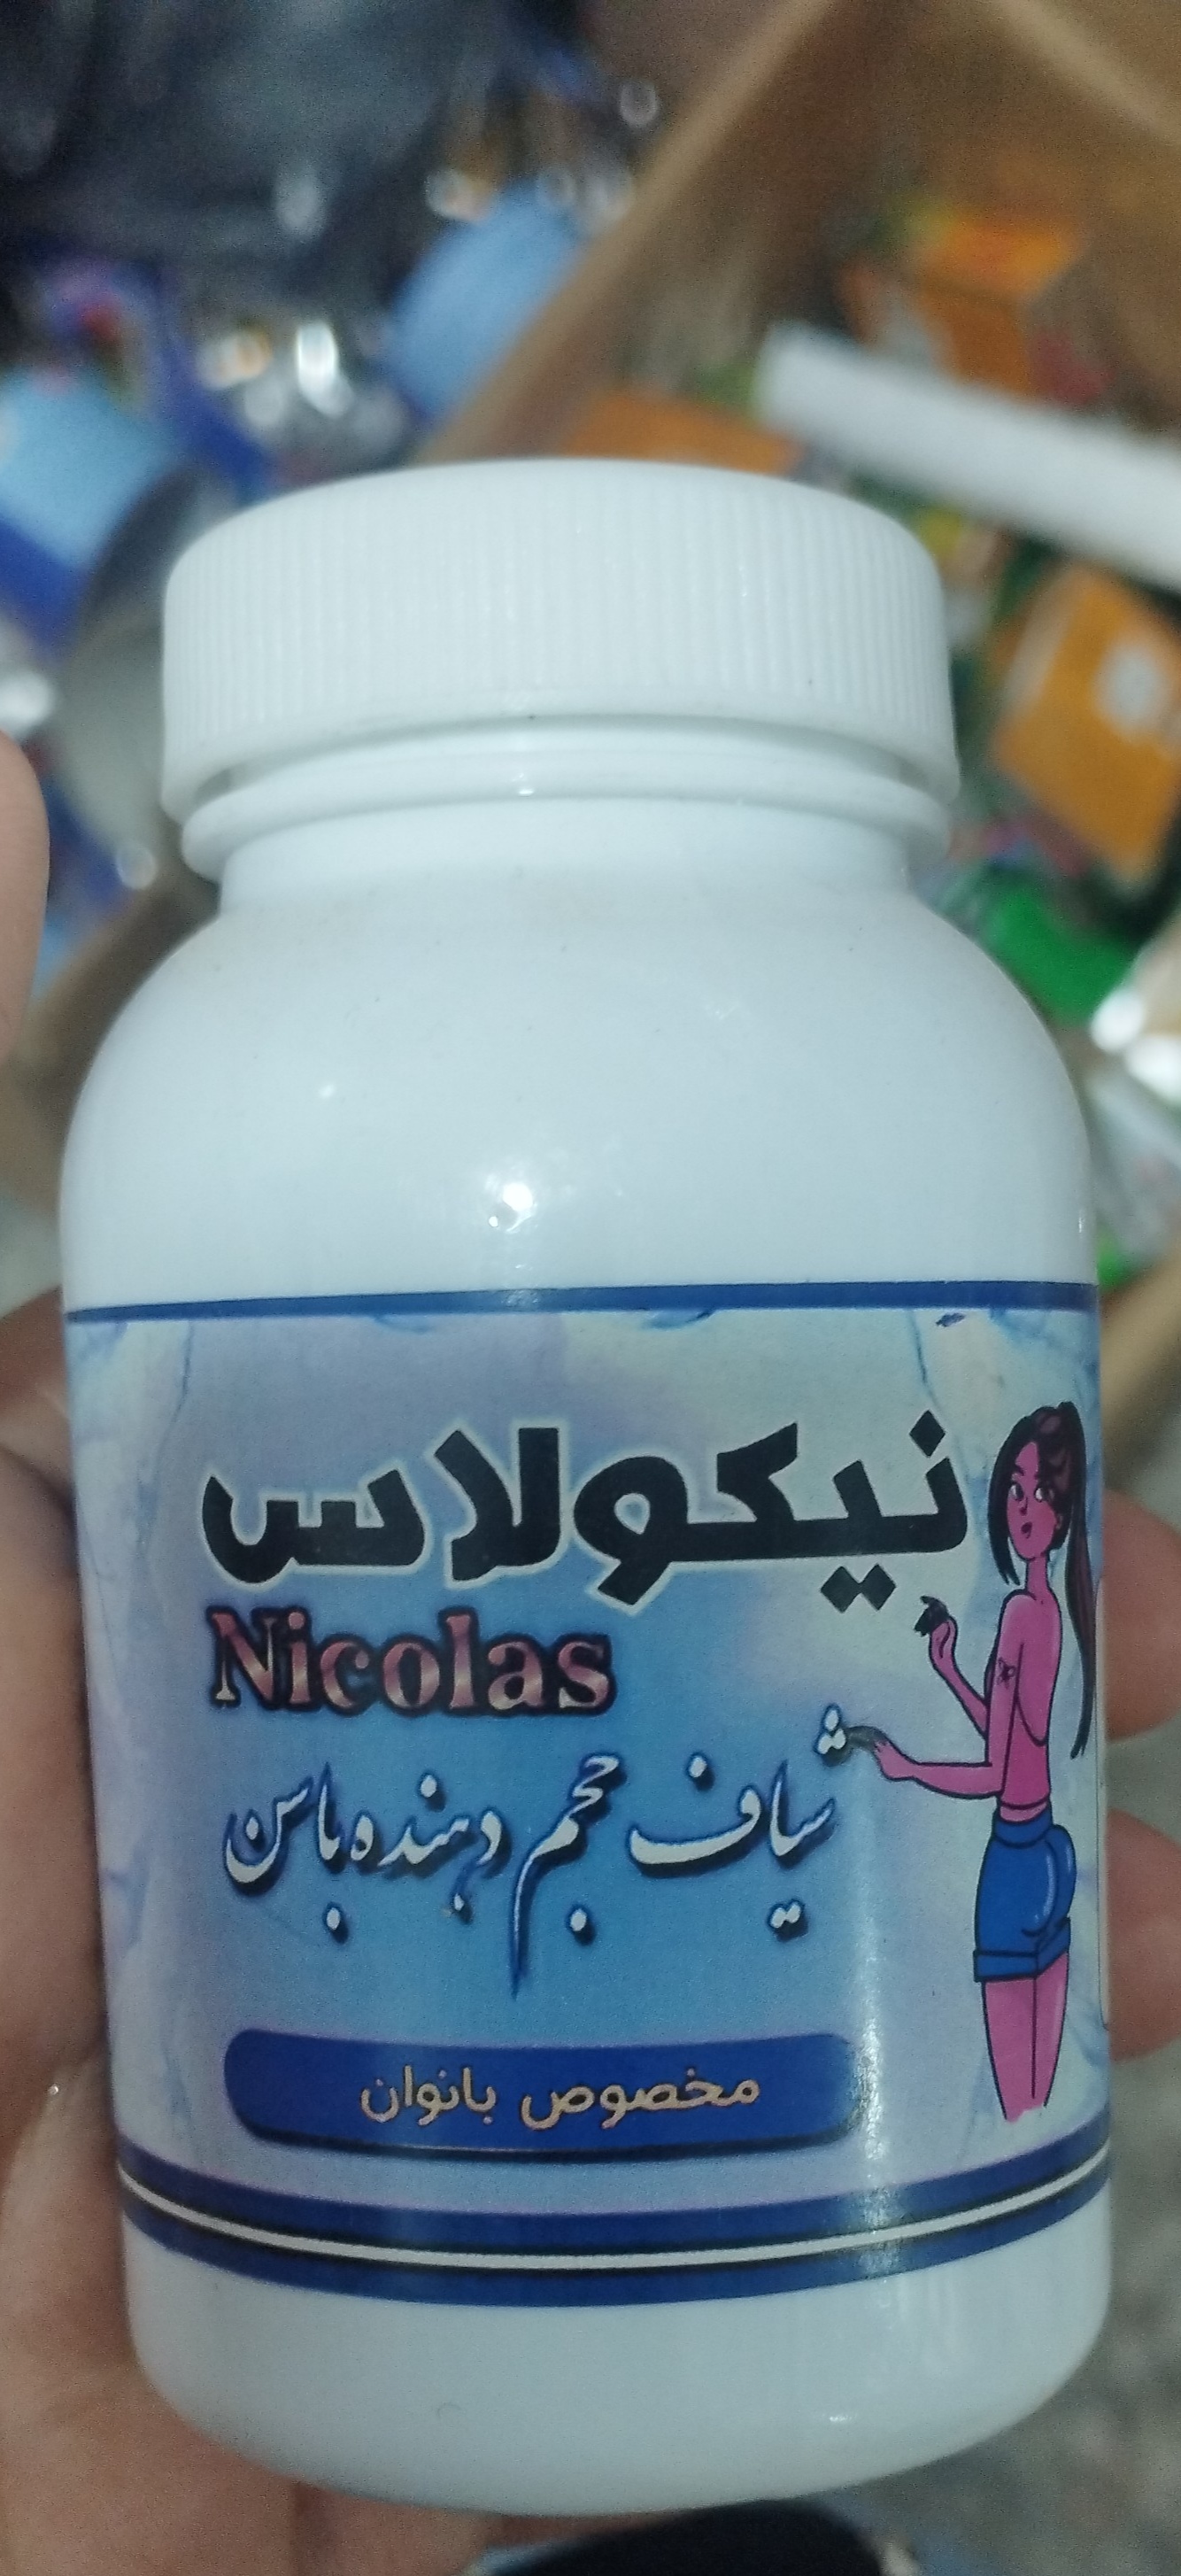 نیکولاس
Nicolas
شیاف حجم دهنده باسن
مخصوص بانوان